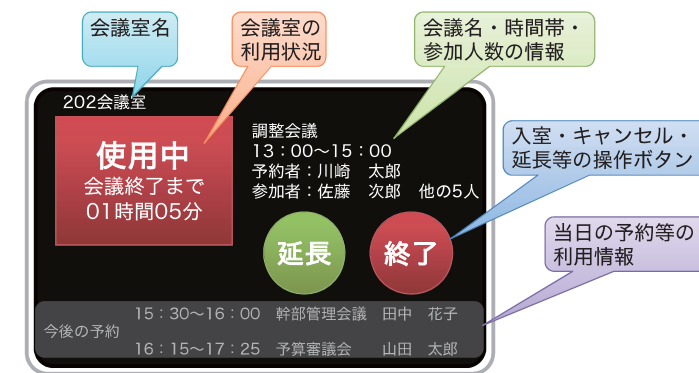 会議室名
会議室の
利用状況
会議名・時間帯・
参加人数の情報
202会議室
使用中
会議終了まで
01時間05分
調整会議
13：00〜15：00
予約者：川崎　太郎
参加者：佐藤　次郎　他の5人
入室・キャンセル・
延長等の操作ボタン
延長
終了
当日の予約等の
利用情報
今後の予約
15：30〜16：00　幹部管理会議　田中　花子
16：15〜17：25　予算審議会　山田　太郎